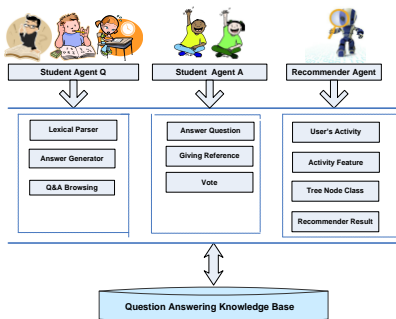 Student Agent Q
Student Agent A
Recommender Agent
Lexical Parser
Answer Generator
Q&A Browsing
Answer Question
Giving Reference
Vote
User's Activity
Activity Feature
Tree Node Class
Recommender Result
Question Answering Knowledge Base